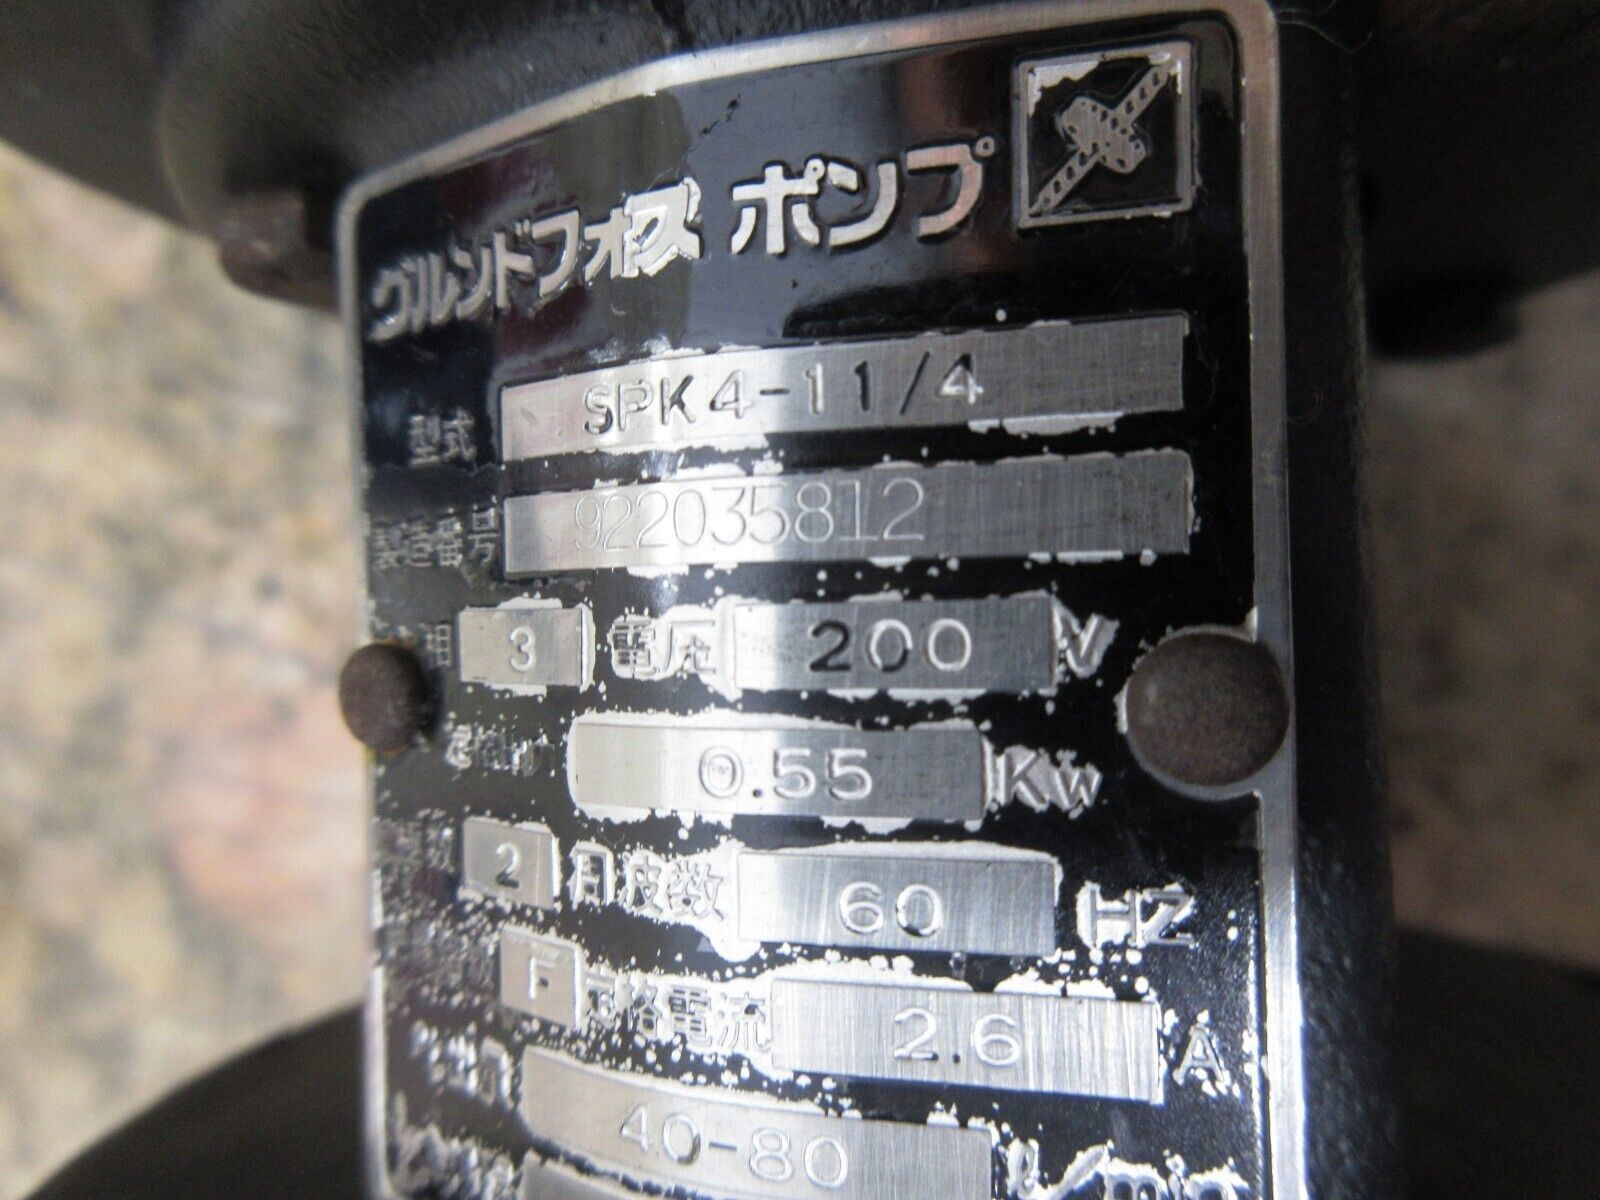 グルンドフォス ポンプ
型式 SPK4-11/4
製造番号 922035812
相 3 電圧 200 V
0.55 Kw
数 2 周波数 60 HZ
F 定格電流 2.6 A
40-80 l/min